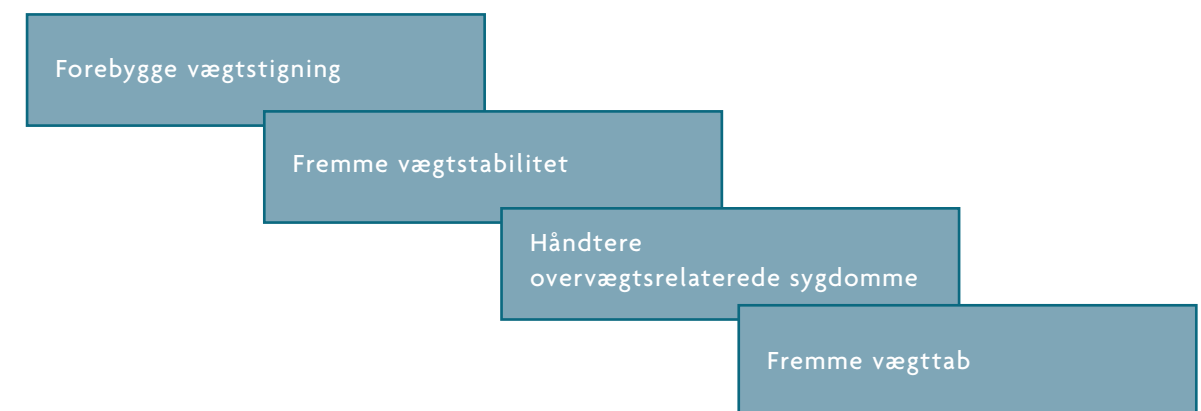 Forebygge vægtstigning
Fremme vægtstabilitet
Håndtere
overvægtsrelaterede sygdomme
Fremme vægttab